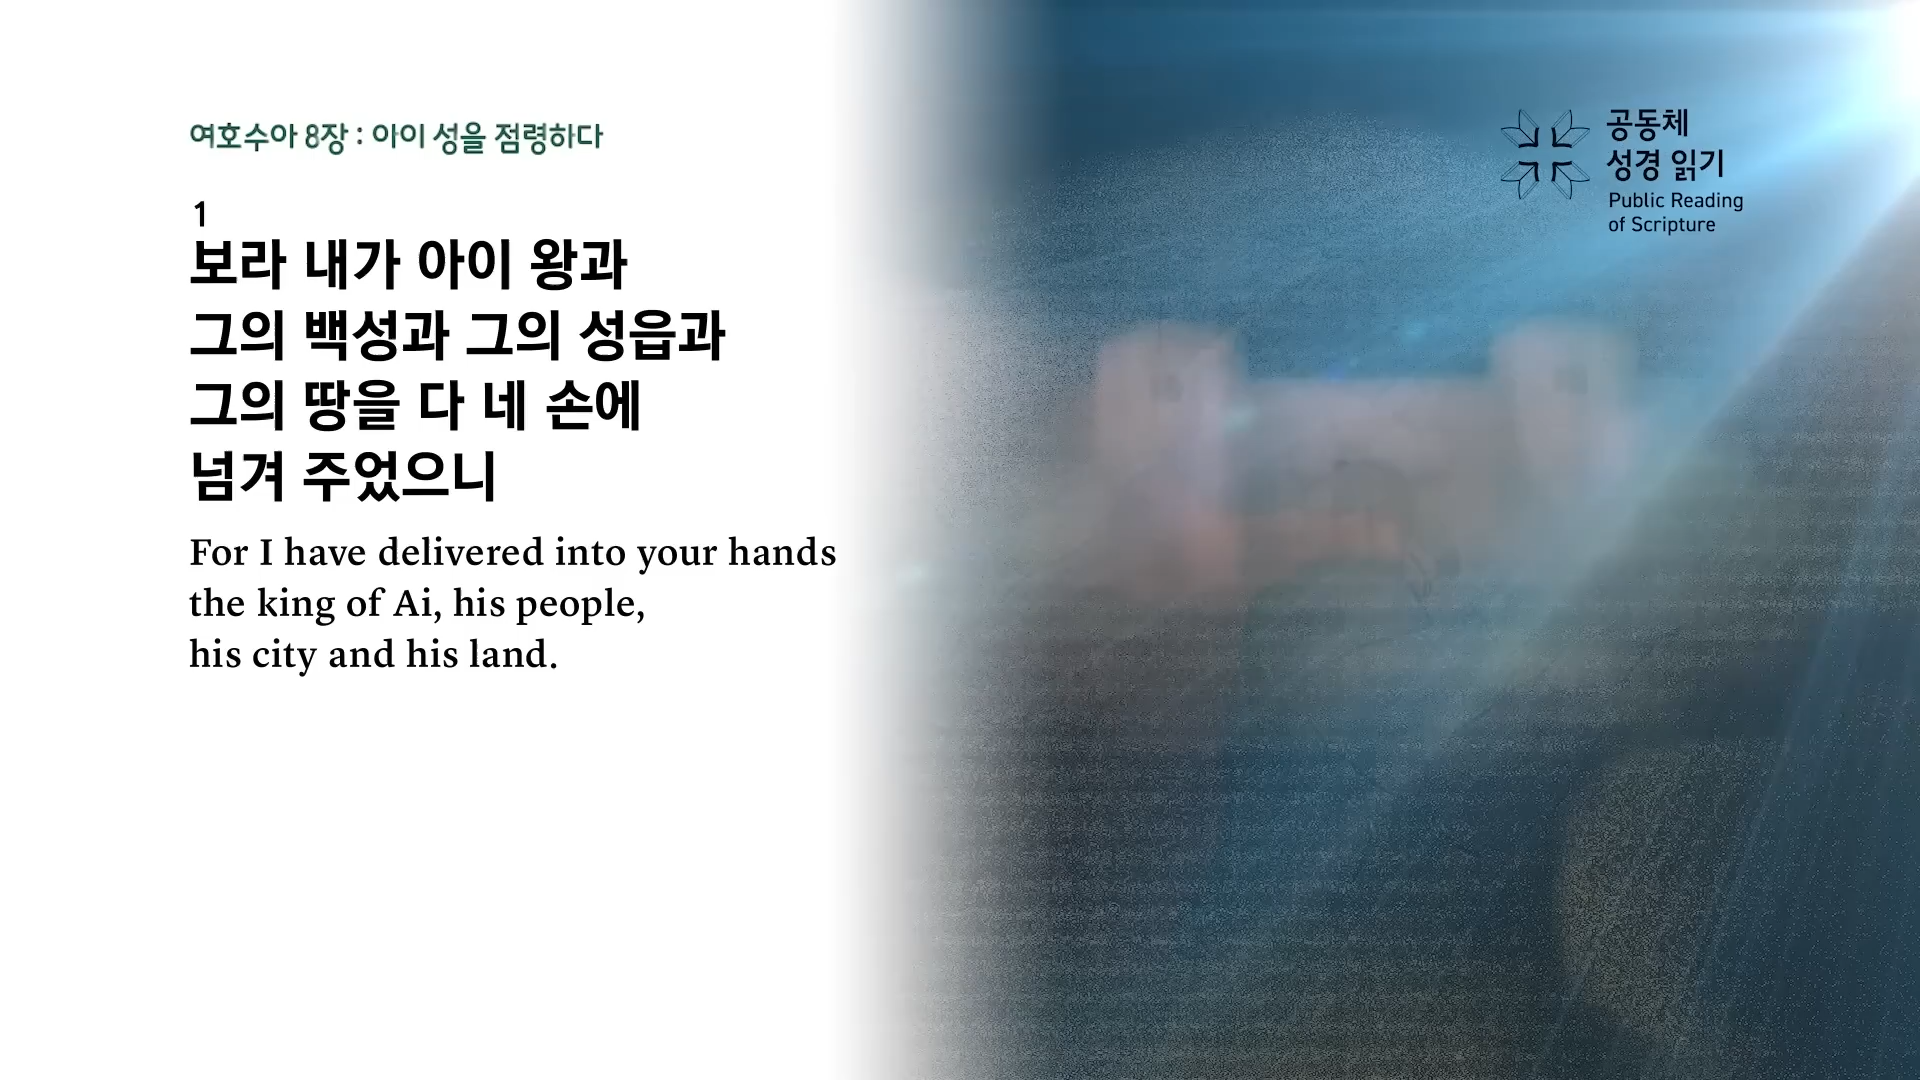 여호수아 8장 : 아이 성을 점령하다
1
보라 내가 아이 왕과
그의 백성과 그의 성읍과
그의 땅을 다 네 손에
넘겨 주었으니
For I have delivered into your hands
the king of Ai, his people,
his city and his land.
공동체
성경 읽기
Public Reading
of Scripture